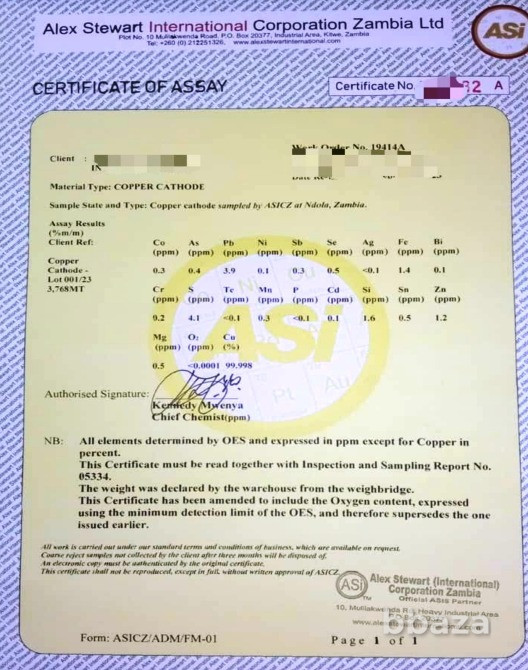 Alex Stewart International Corporation Zambia Ltd
Plot No. 10 Mulilakwenda Road, P.O. Box 20377, Industrial Area, Kitwe, Zambia
Tel: +260 (0) 212251326, www.alexstewartinternational.com
ASi
CERTIFICATE OF ASSAY
Certificate No. 32 A
Work Order No. 19414A
Client :
Material Type: COPPER CATHODE
Sample State and Type: Copper cathode sampled by ASICZ at Ndola, Zambia.
Assay Results
(%m/m)
Client Ref: Co As Pb Ni Sb Se Ag Fe Bi
(ppm) (ppm) (ppm) (ppm) (ppm) (ppm) (ppm) (ppm) (ppm)
Copper
Cathode - 0.3 0.4 3.9 0.1 0.3 0.5 <0.1 1.4 0.1
Lot 001/23
3,768MT Cr S Te Mn P Cd Si Sn Zn
(ppm) (ppm) (ppm) (ppm) (ppm) (ppm) (ppm) (ppm) (ppm)
0.2 4.1 <0.1 0.3 <0.1 0.1 1.6 0.5 1.2
Mg O₂ Cu
(ppm) (ppm) (%)
0.5 <0.0001 99.998
ASi
Pt Au
Authorised Signature:
Kennedy Mwenya
Chief Chemist(ppm)
NB: All elements determined by OES and expressed in ppm except for Copper in
percent.
This Certificate must be read together with Inspection and Sampling Report No.
05334.
The weight was declared by the warehouse from the weighbridge.
This Certificate has been amended to include the Oxygen content, expressed
using the minimum detection limit of the OES, and therefore supersedes the one
issued earlier.
All work is carried out under our standard terms and conditions of business, which are available on request.
Coarse reject samples not collected by the client after three months will be disposed of.
An electronic copy must be authenticated by the original certificate.
This certificate shall not be reproduced, except in full, without written approval of ASICZ.
ASi Alex Stewart (International)
Corporation Zambia
Official ASIS Partner
10, Mulilakwenda R., Heavy Industrial Area
www.alexstewart
bbaza
Form: ASICZ/ADM/FM-01
Page 1 of 1